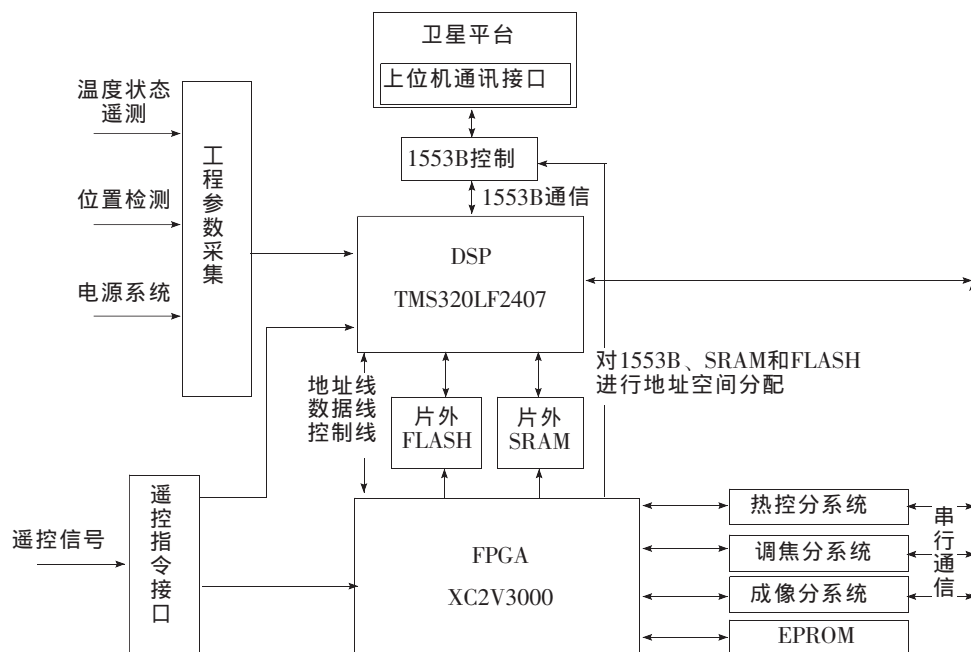 卫星平台
上位机通讯接口
温度状态
遥测
1553B控制
工程参数采集
位置检测
1553B通信
DSP
TMS320LF2407
电源系统
对1553B、SRAM和FLASH
进行地址空间分配
地址线
数据线
控制线
片外
FLASH
片外
SRAM
遥控信号
遥控指令接口
FPGA
XC2V3000
热控分系统
调焦分系统
成像分系统
EPROM
串行通信